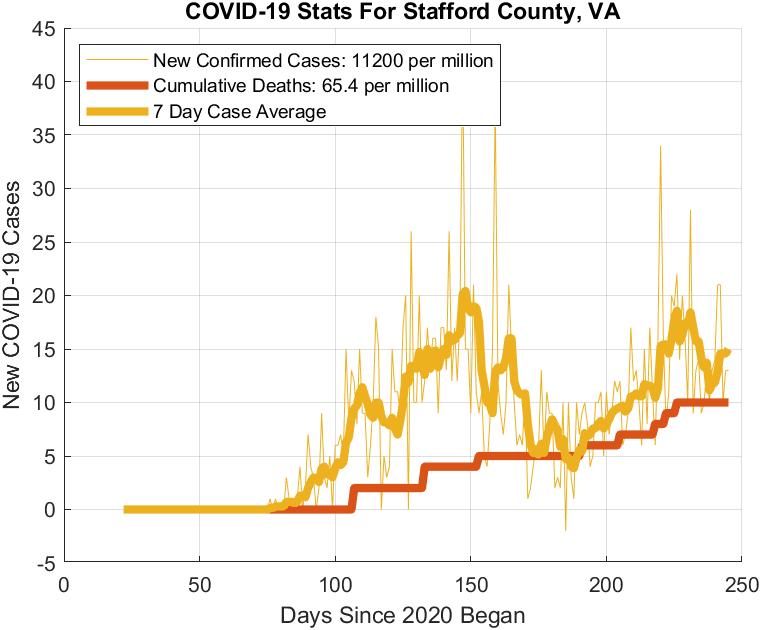 COVID-19 Stats For Stafford County, VA
45
40
35
30
25
20
15
10
5
0
-5
New COVID-19 Cases
New Confirmed Cases: 11200 per million
Cumulative Deaths: 65.4 per million
7 Day Case Average
0 50 100 150 200 250
Days Since 2020 Began